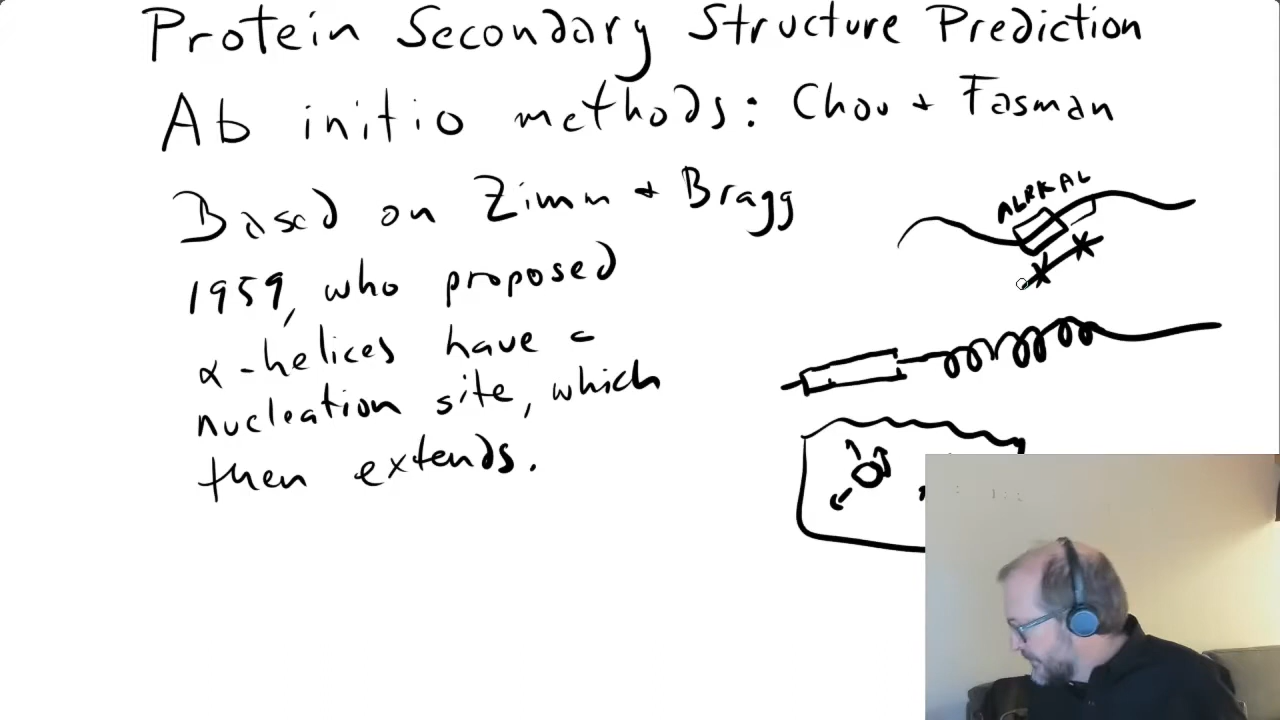 Protein Secondary Structure Prediction
Ab initio methods: Chou + Fasman
Based on Zimm + Bragg
1959, who proposed
α-helices have a
nucleation site, which
then extends.
ALRKAL